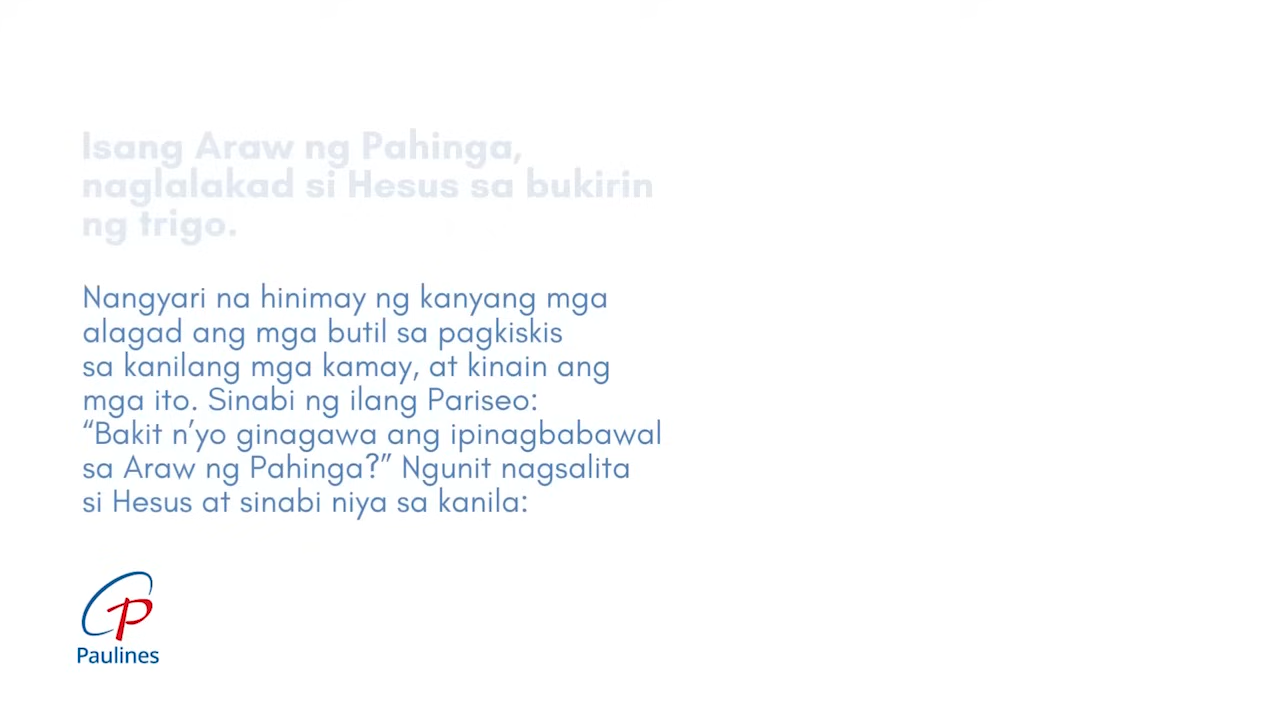 Isang Araw ng Pahinga,
naglalakad si Hesus sa bukirin
ng trigo.
Nangyari na hinimay ng kanyang mga
alagad ang mga butil sa pagkiskis
sa kanilang mga kamay, at kinain ang
mga ito. Sinabi ng ilang Pariseo:
“Bakit n’yo ginagawa ang ipinagbabawal
sa Araw ng Pahinga?” Ngunit nagsalita
si Hesus at sinabi niya sa kanila:
Paulines